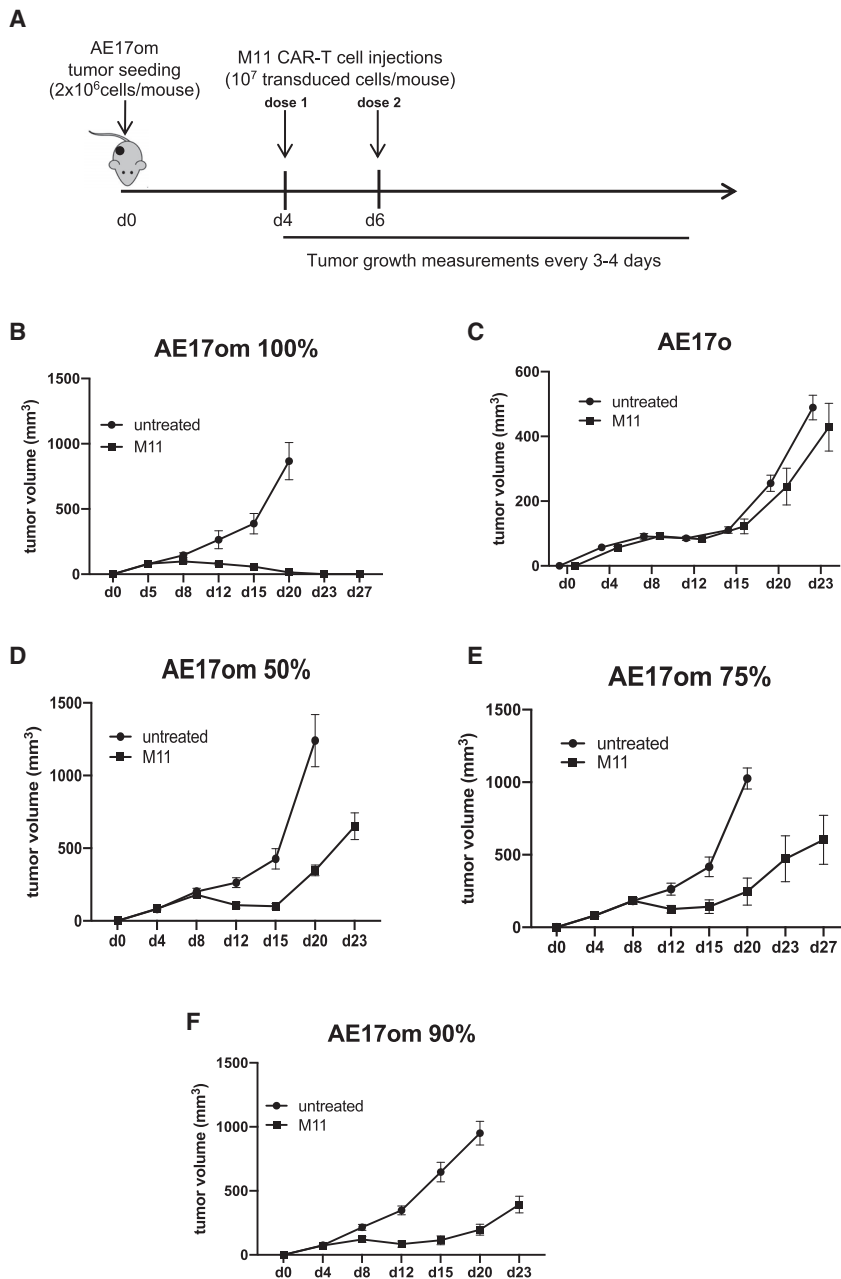 A
AE17om
tumor seeding
(2x10⁶cells/mouse)
M11 CAR-T cell injections
(10⁷ transduced cells/mouse)
dose 1
dose 2
d0
d4
d6
Tumor growth measurements every 3-4 days
B
AE17om 100%
tumor volume (mm³)
1500
1000
500
0
untreated
M11
d0 d5 d8 d12 d15 d20 d23 d27
C
AE17o
tumor volume (mm³)
600
400
200
0
untreated
M11
d0 d4 d8 d12 d15 d20 d23
D
AE17om 50%
tumor volume (mm³)
1500
1000
500
0
untreated
M11
d0 d4 d8 d12 d15 d20 d23
E
AE17om 75%
tumor volume (mm³)
1500
1000
500
0
untreated
M11
d0 d4 d8 d12 d15 d20 d23 d27
F
AE17om 90%
tumor volume (mm³)
1500
1000
500
0
untreated
M11
d0 d4 d8 d12 d15 d20 d23